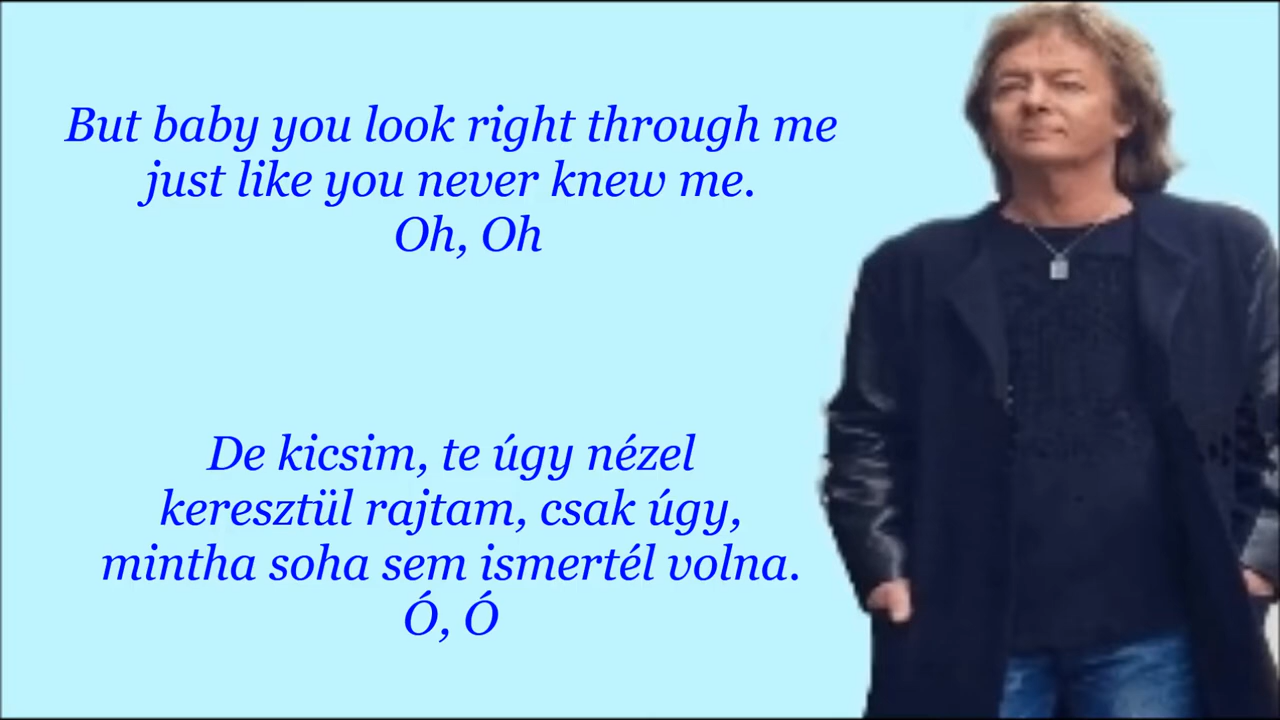 But baby you look right through me
just like you never knew me.
Oh, Oh
De kicsim, te úgy nézel
keresztül rajtam, csak úgy,
mintha soha sem ismertél volna.
Ó, Ó